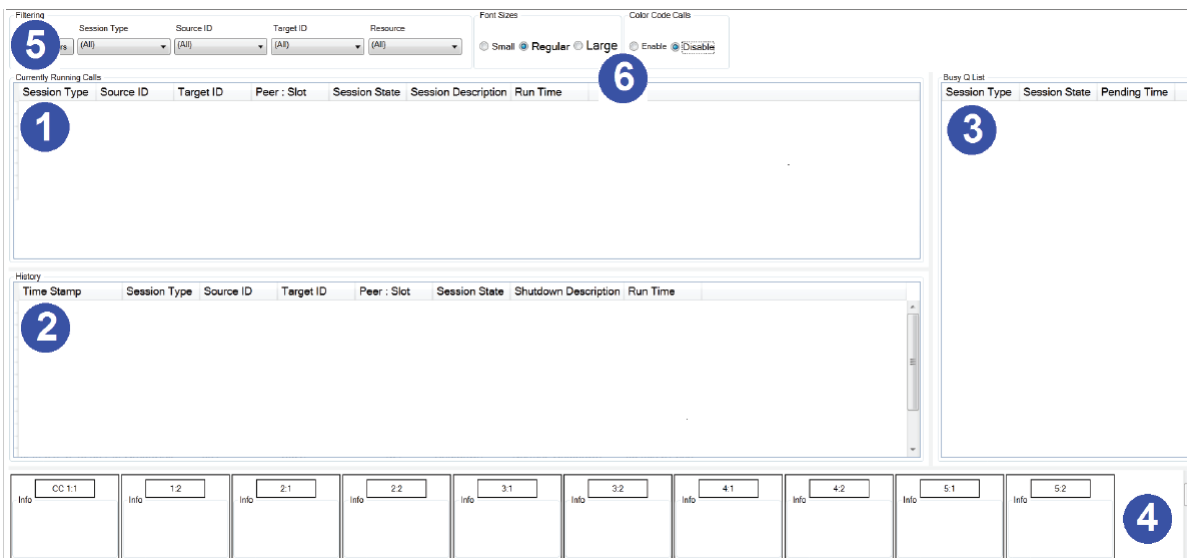 Filtering
Font Sizes
Color Code Calls
Session Type Source ID Target ID Resource
5 rs (All) (All) (All) (All)
Small Regular Large
Enable Disable
6
Currently Running Calls
Session Type Source ID Target ID Peer : Slot Session State Session Description Run Time
1
Busy Q List
Session Type Session State Pending Time
3
History
Time Stamp Session Type Source ID Target ID Peer : Slot Session State Shutdown Description Run Time
2
CC 1:1 1:2 2:1 2:2 3:1 3:2 4:1 4:2 5:1 5:2
Info Info Info Info Info Info Info Info Info Info
4